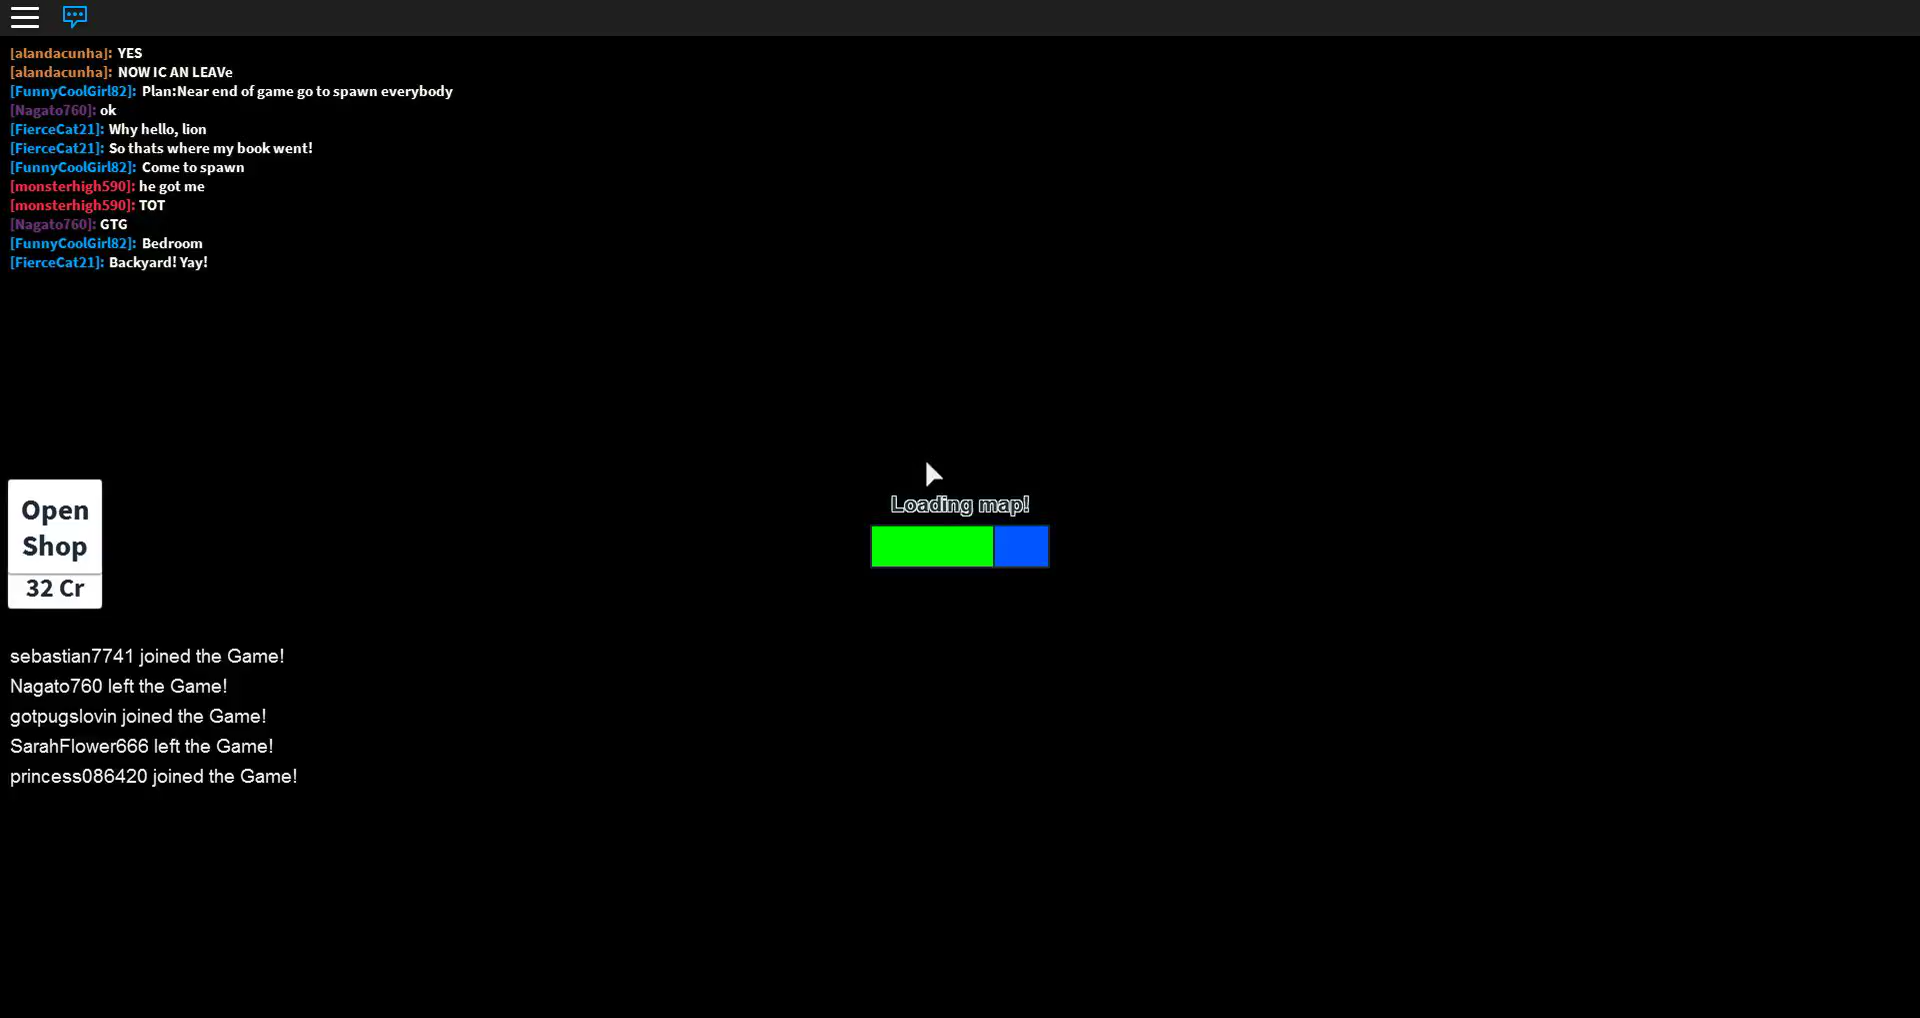 [alandacunha]: YES
[alandacunha]: NOW IC AN LEAVe
[FunnyCoolGirl82]: Plan:Near end of game go to spawn everybody
[Nagato760]: ok
[FierceCat21]: Why hello, lion
[FierceCat21]: So thats where my book went!
[FunnyCoolGirl82]: Come to spawn
[monsterhigh590]: he got me
[monsterhigh590]: TOT
[Nagato760]: GTG
[FunnyCoolGirl82]: Bedroom
[FierceCat21]: Backyard! Yay!
Loading map!
Open
Shop
32 Cr
sebastian7741 joined the Game!
Nagato760 left the Game!
gotpugslovin joined the Game!
SarahFlower666 left the Game!
princess086420 joined the Game!